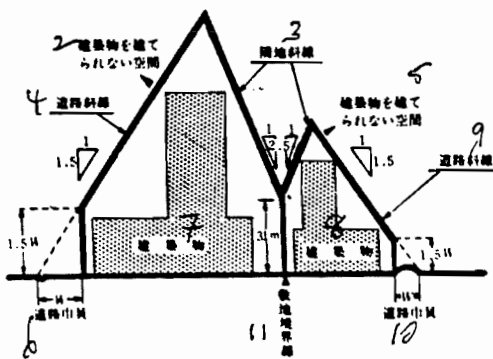 2
建築物を建て
られない空間
3
隣地斜線
5
建築物を建て
られない空間
4
道路斜線
9
道路斜線
1
1.5
1
2.5
1
1
1.5
7
建築物
8
建築物
1.5W
31m
1.5W
W
道路巾員
W
道路巾員
6
11
敷地境界線
10